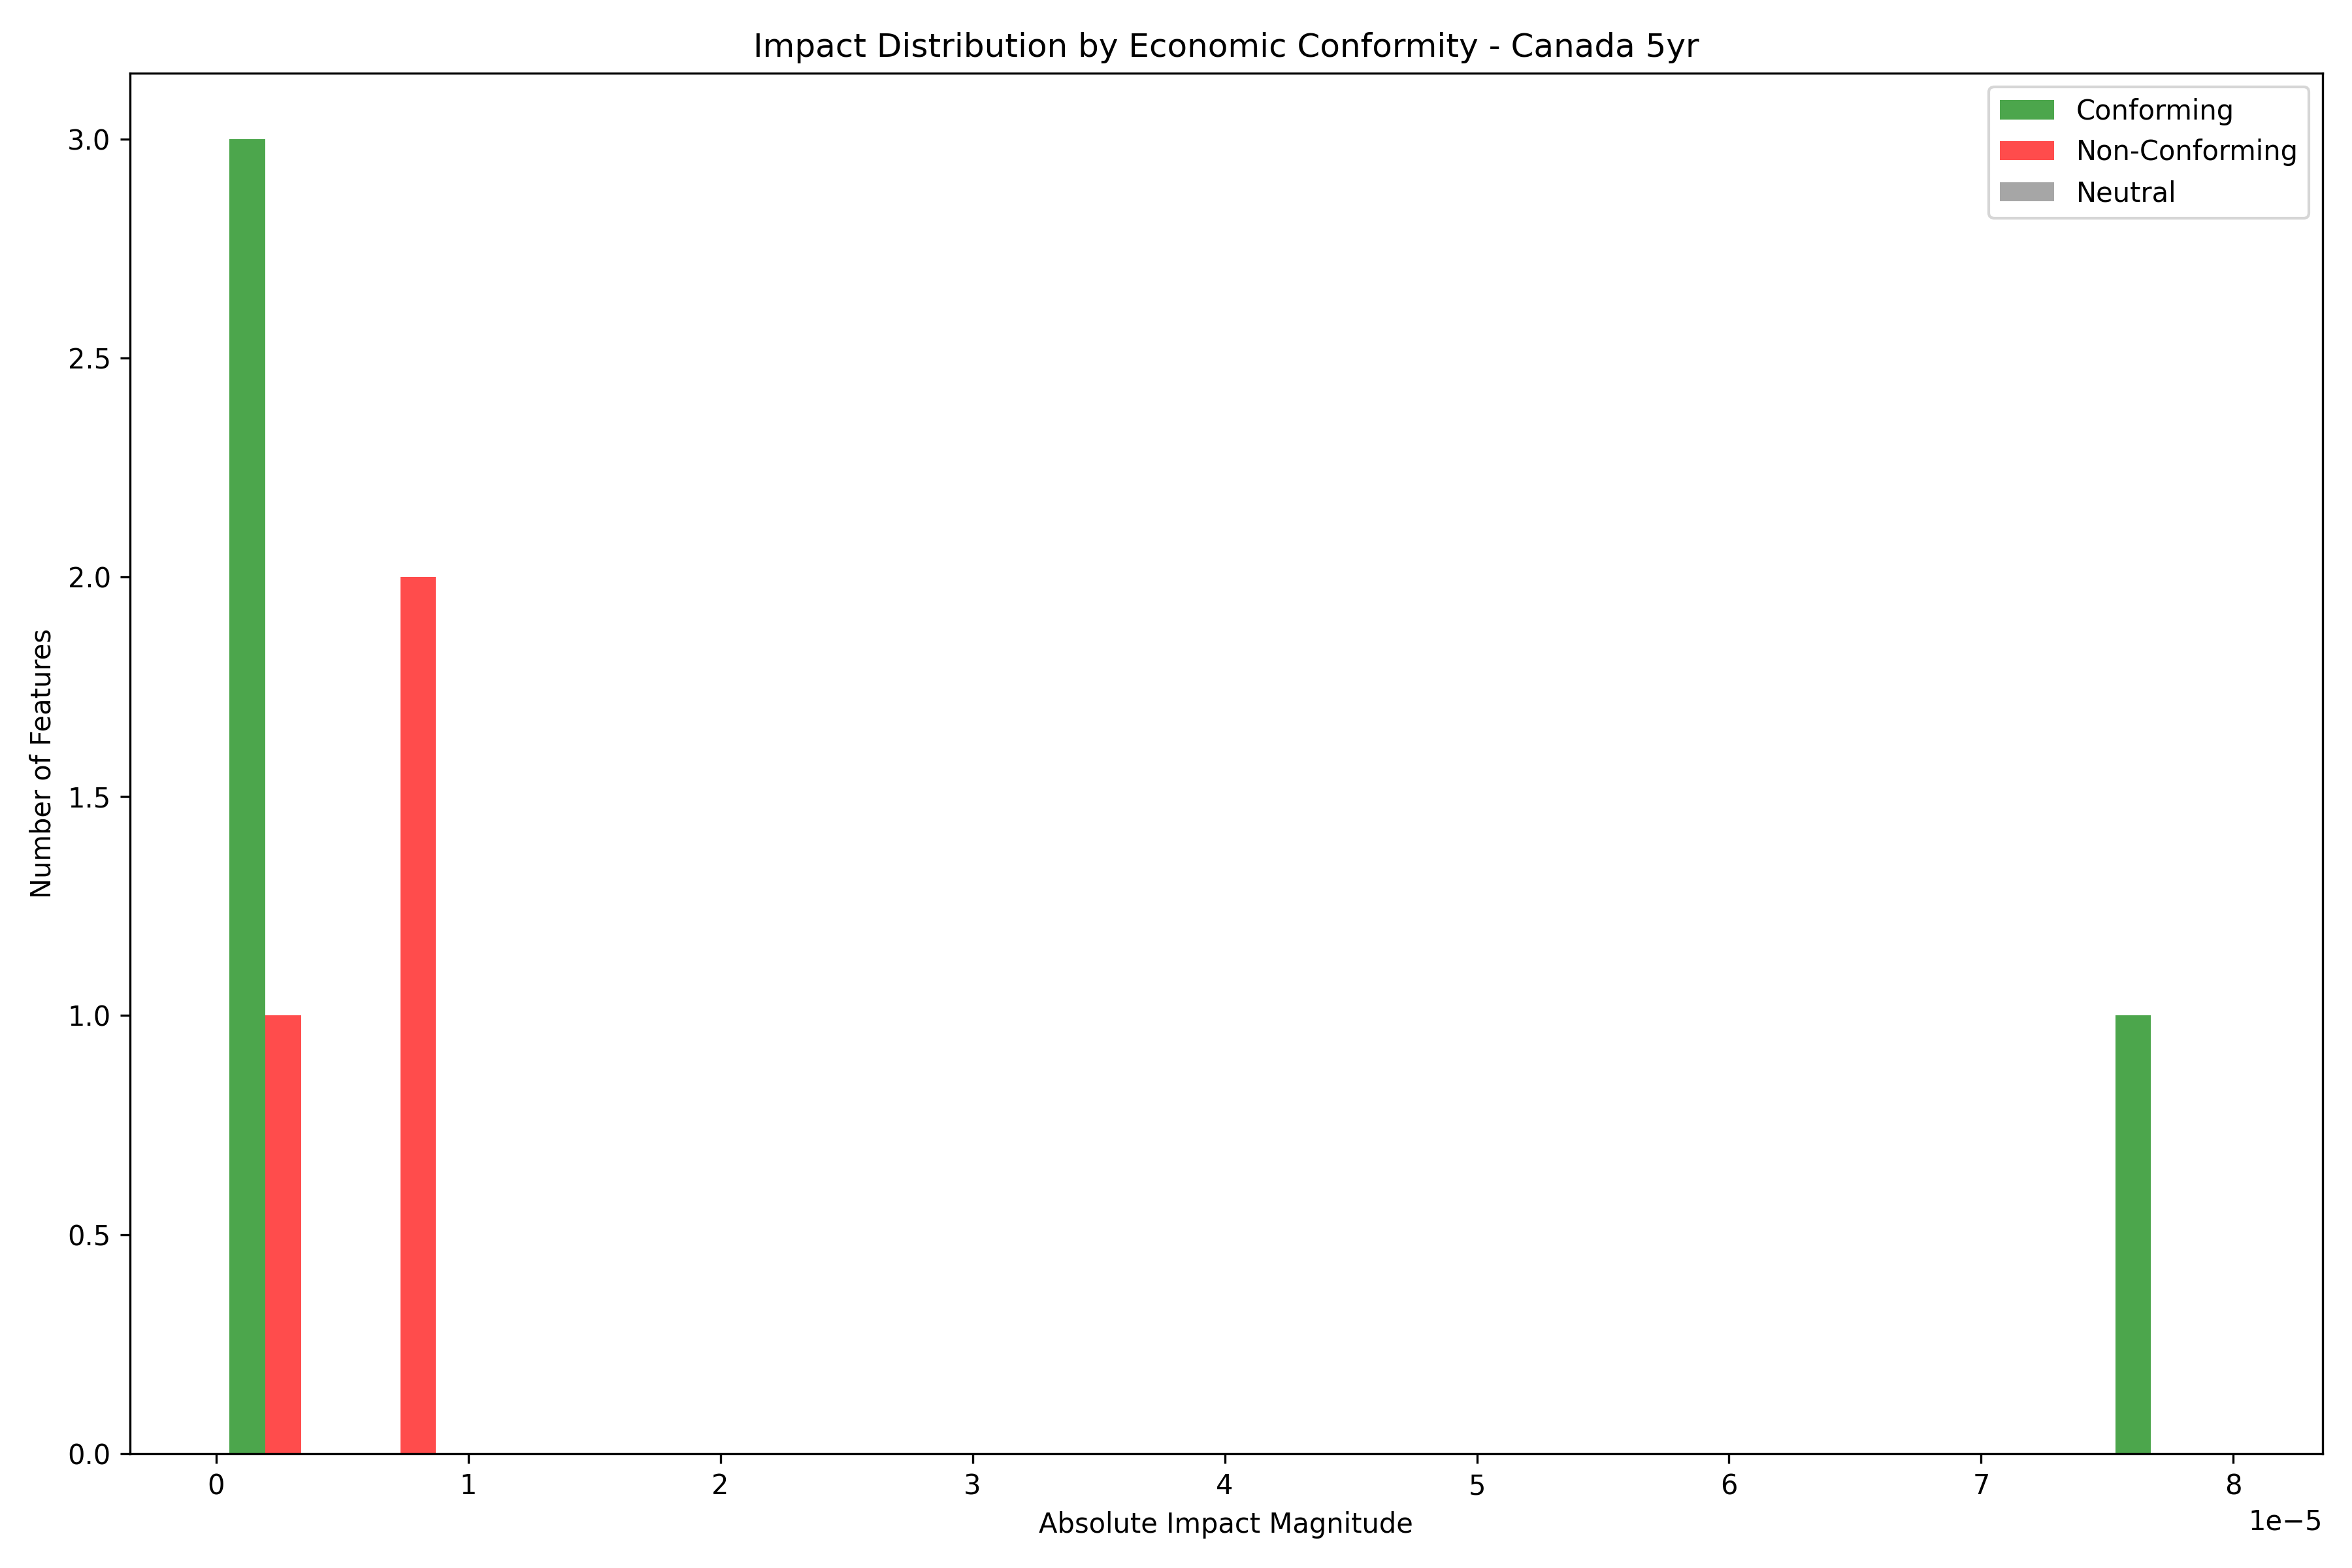 Impact Distribution by Economic Conformity - Canada 5yr
Conforming
Non-Conforming
Neutral
3.0
2.5
2.0
1.5
1.0
0.5
0.0
Number of Features
0 1 2 3 4 5 6 7 8
1e−5
Absolute Impact Magnitude